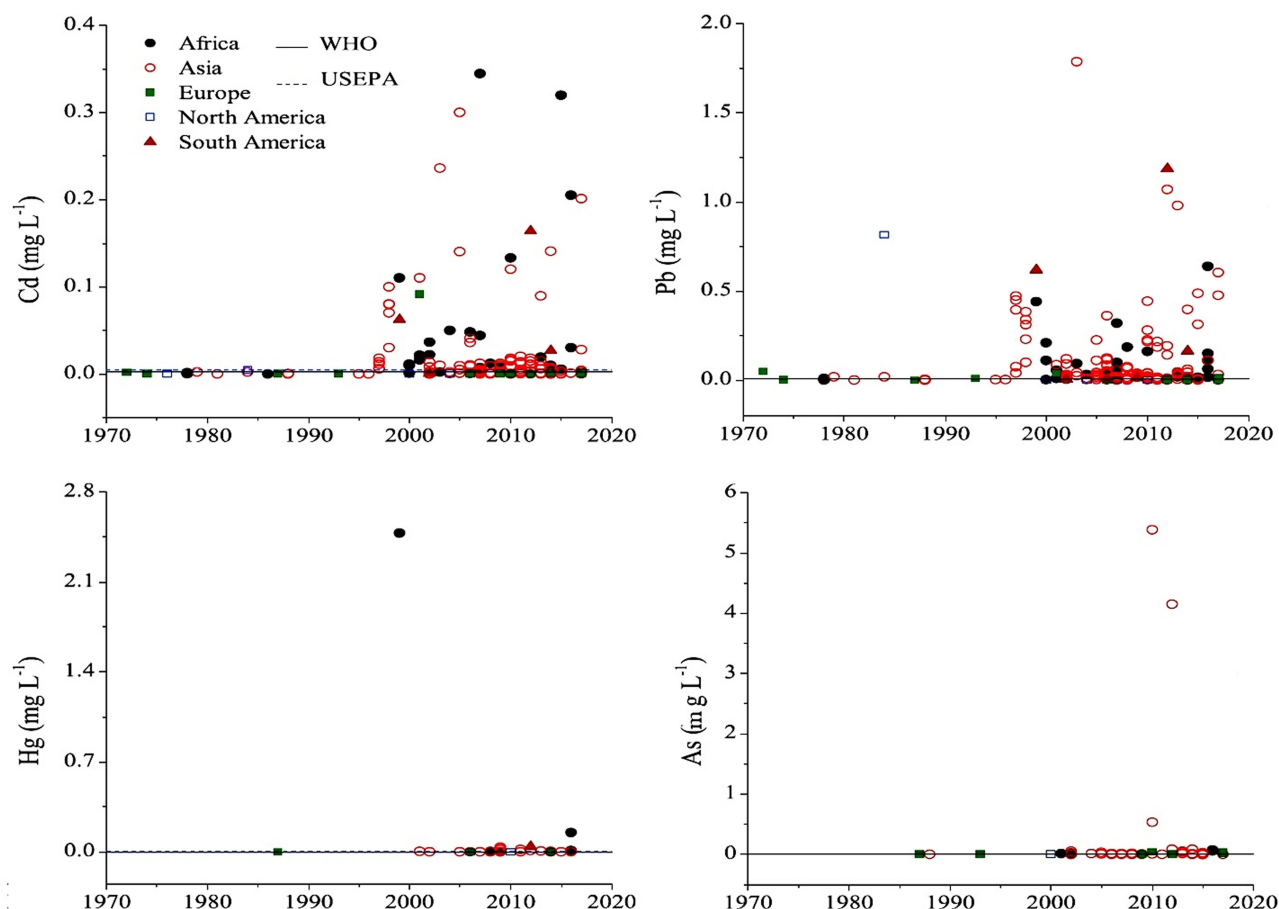 0.4
0.3
0.2
0.1
0.0
Cd (mg L-1)
Africa
Asia
Europe
North America
South America
WHO
USEPA
1970 1980 1990 2000 2010 2020
2.0
1.5
1.0
0.5
0.0
Pb (mg L-1)
1970 1980 1990 2000 2010 2020
2.8
2.1
1.4
0.7
0.0
Hg (mg L-1)
1970 1980 1990 2000 2010 2020
6
5
4
3
2
1
0
As (mg L-1)
1970 1980 1990 2000 2010 2020